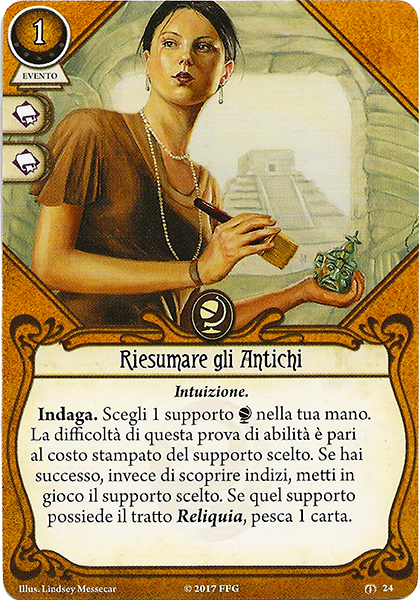 1
EVENTO
Riesumare gli Antichi
Intuizione.
Indaga. Scegli 1 supporto nella tua mano.
La difficoltà di questa prova di abilità è pari
al costo stampato del supporto scelto. Se hai
successo, invece di scoprire indizi, metti in
gioco il supporto scelto. Se quel supporto
possiede il tratto Reliquia, pesca 1 carta.
Illus. Lindsey Messecar © 2017 FFG 24